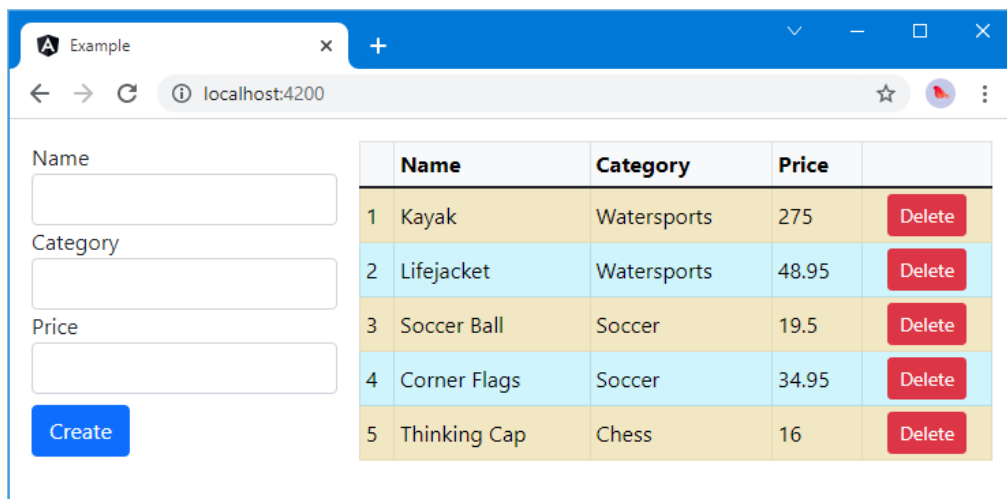 Example
localhost:4200
Name
Category
Price
Create
Name Category Price
1 Kayak Watersports 275 Delete
2 Lifejacket Watersports 48.95 Delete
3 Soccer Ball Soccer 19.5 Delete
4 Corner Flags Soccer 34.95 Delete
5 Thinking Cap Chess 16 Delete